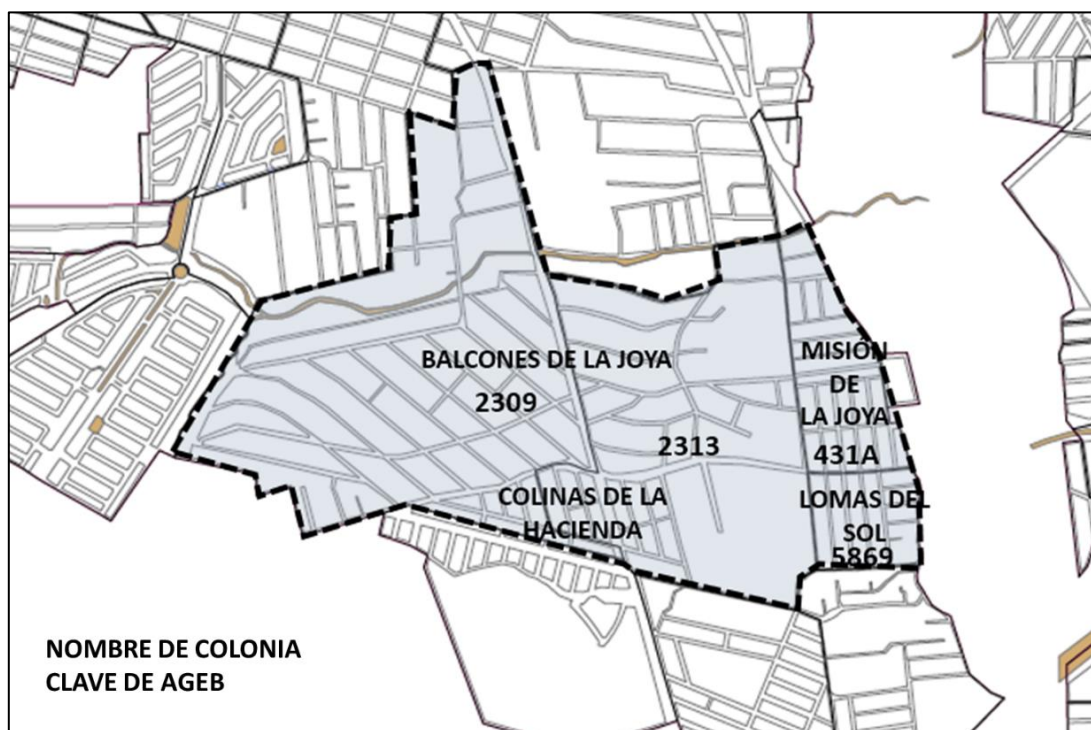 BALCONES DE LA JOYA
2309
MISIÓN
DE
LA JOYA
431A
2313
COLINAS DE LA
HACIENDA
LOMAS DEL
SOL
5869
NOMBRE DE COLONIA
CLAVE DE AGEB